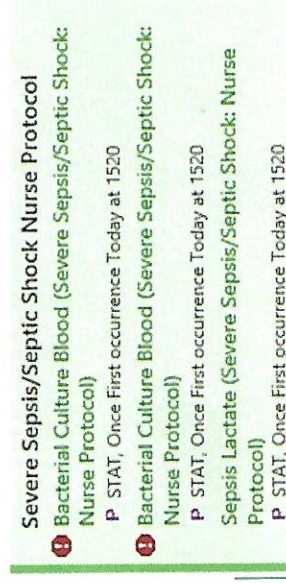 Severe Sepsis/Septic Shock Nurse Protocol
Bacterial Culture Blood (Severe Sepsis/Septic Shock:
Nurse Protocol)
P STAT, Once First occurrence Today at 1520
Bacterial Culture Blood (Severe Sepsis/Septic Shock:
Nurse Protocol)
P STAT, Once First occurrence Today at 1520
Sepsis Lactate (Severe Sepsis/Septic Shock: Nurse
Protocol)
P STAT, Once First occurrence Today at 1520